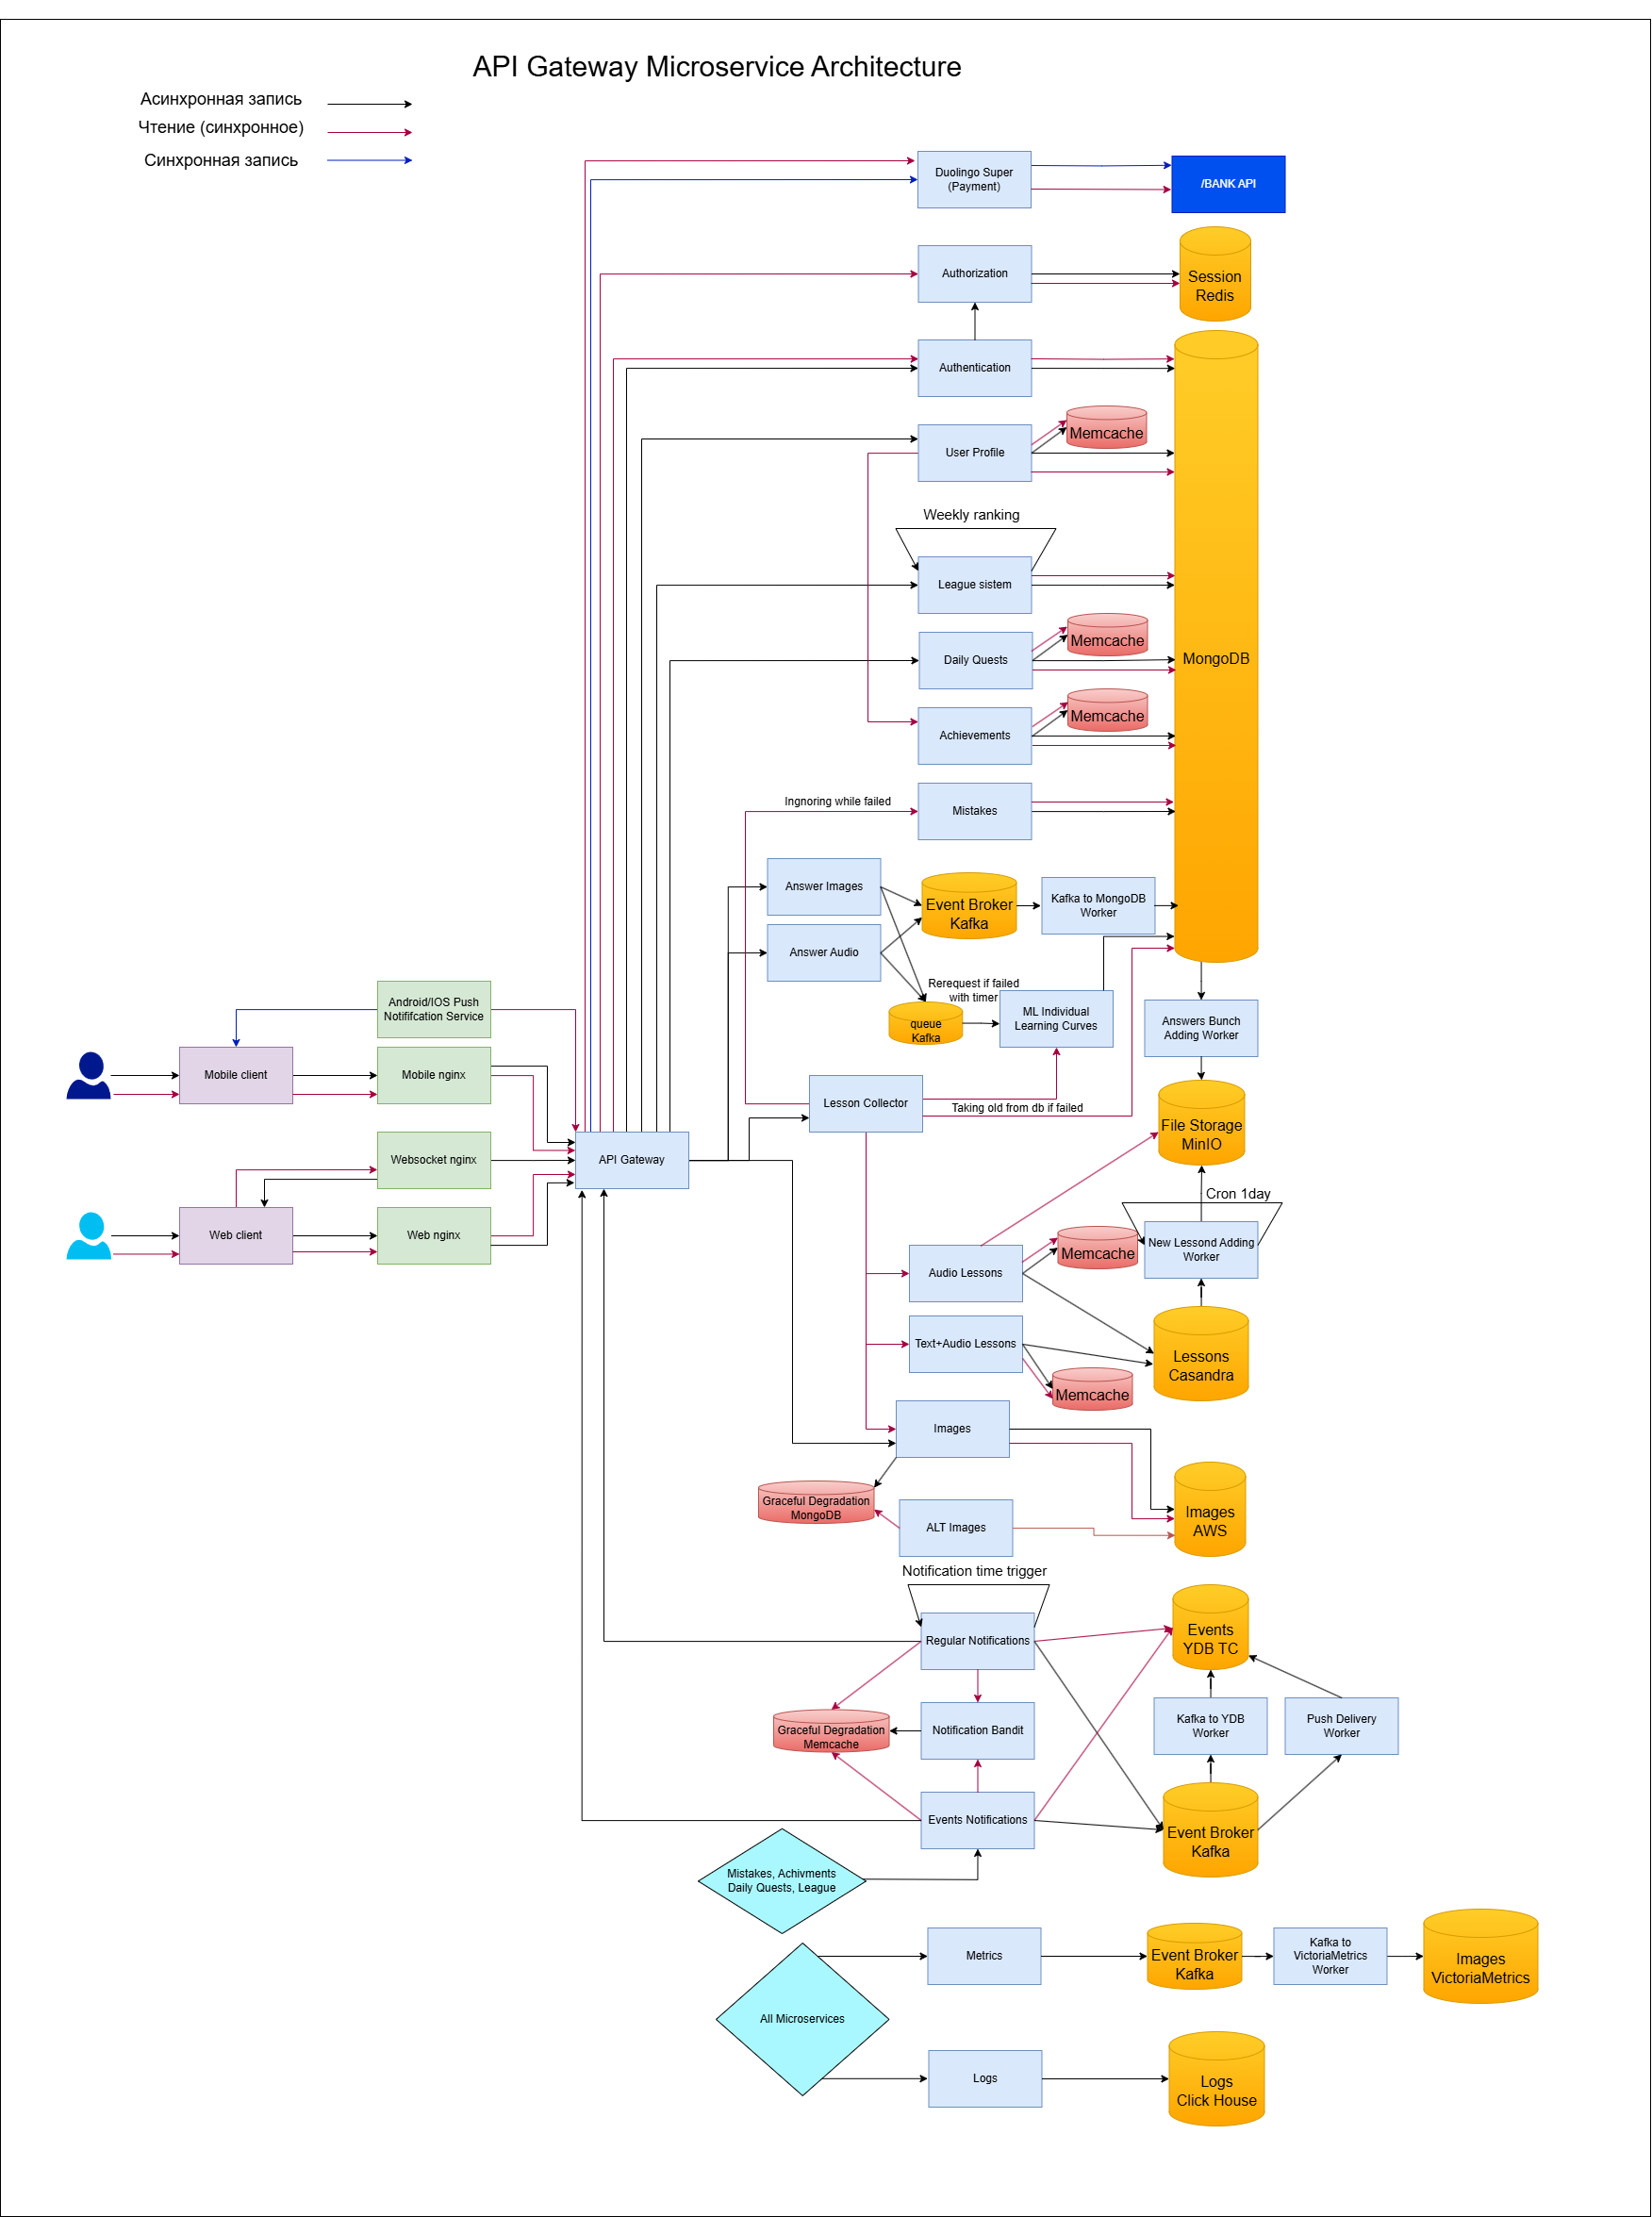 API Gateway Microservice Architecture
Асинхронная запись
Чтение (синхронное)
Синхронная запись
Duolingo Super
(Payment)
/BANK API
Authorization
Session
Redis
Authentication
User Profile
Memcache
Weekly ranking
League sistem
MongoDB
Daily Quests
Memcache
Achievements
Memcache
Ingnoring while failed
Mistakes
Answer Images
Event Broker
Kafka
Kafka to MongoDB
Worker
Answer Audio
Rerequest if failed
with timer
queue
Kafka
ML Individual
Learning Curves
Answers Bunch
Adding Worker
Android/IOS Push
Notififcation Service
Mobile client
Mobile nginx
Lesson Collector
Taking old from db if failed
File Storage
MinIO
Websocket nginx
API Gateway
Cron 1day
Web client
Web nginx
New Lessond Adding
Worker
Audio Lessons
Memcache
Text+Audio Lessons
Memcache
Lessons
Casandra
Images
Graceful Degradation
MongoDB
ALT Images
Images
AWS
Notification time trigger
Regular Notifications
Events
YDB TC
Graceful Degradation
Memcache
Notification Bandit
Kafka to YDB
Worker
Push Delivery
Worker
Events Notifications
Event Broker
Kafka
Mistakes, Achivments
Daily Quests, League
Metrics
Event Broker
Kafka
Kafka to
VictoriaMetrics
Worker
Images
VictoriaMetrics
All Microservices
Logs
Logs
Click House